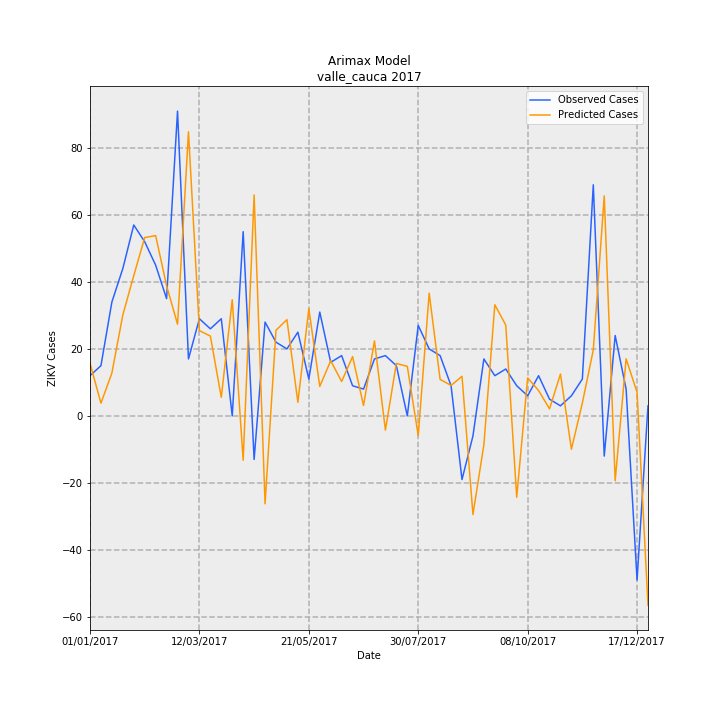 Arimax Model
valle_cauca 2017
Observed Cases
Predicted Cases
ZIKV Cases
80
60
40
20
0
−20
−40
−60
01/01/2017
12/03/2017
21/05/2017
30/07/2017
08/10/2017
17/12/2017
Date